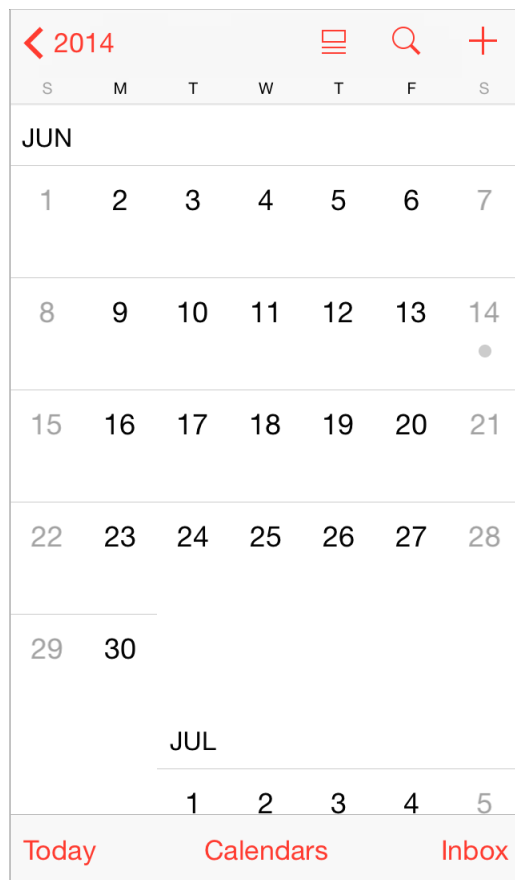 2014
S M T W T F S
JUN
1 2 3 4 5 6 7
8 9 10 11 12 13 14
15 16 17 18 19 20 21
22 23 24 25 26 27 28
29 30
JUL
1 2 3 4 5
Today Calendars Inbox